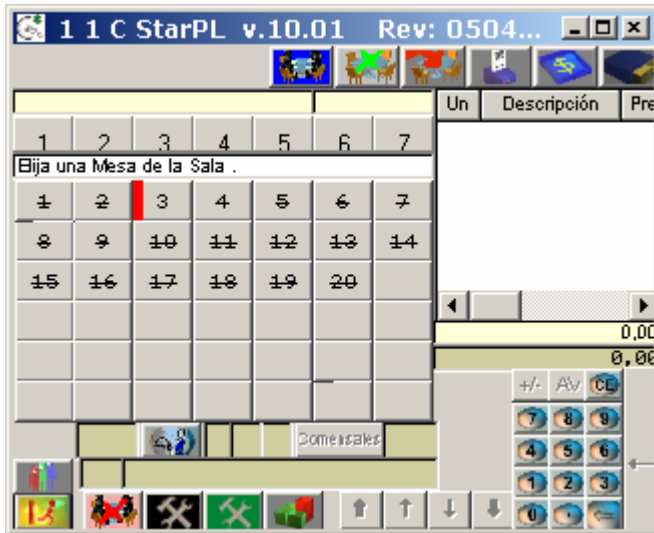 1 1 C StarPL v.10.01 Rev: 0504...
Un Descripción Pre
1 2 3 4 5 6 7
Elija una Mesa de la Sala .
1 2 3 4 5 6 7
8 9 10 11 12 13 14
15 16 17 18 19 20
0,00
0,00
+/- A\v CL
7 8 9
Comensales
4 5 6
1 2 3
0 .